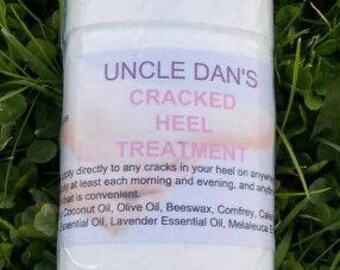 UNCLE DAN'S
CRACKED
HEEL
TREATMENT
directly to any cracks in your heel on
at least each morning and evening, and
that is convenient.
Coconut Oil, Olive Oil, Beeswax, Comfrey,
Essential Oil, Lavender Essential Oil, Melaleuca